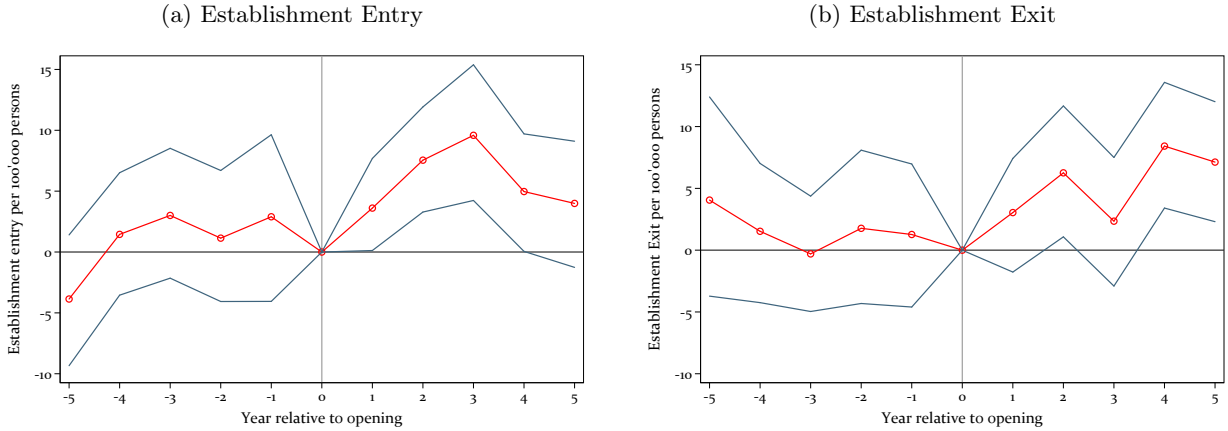 (a) Establishment Entry
Establishment entry per 100'000 persons
15
10
5
0
-5
-10
-5 -4 -3 -2 -1 0 1 2 3 4 5
Year relative to opening
(b) Establishment Exit
Establishment Exit per 100'000 persons
15
10
5
0
-5
-10
-5 -4 -3 -2 -1 0 1 2 3 4 5
Year relative to opening